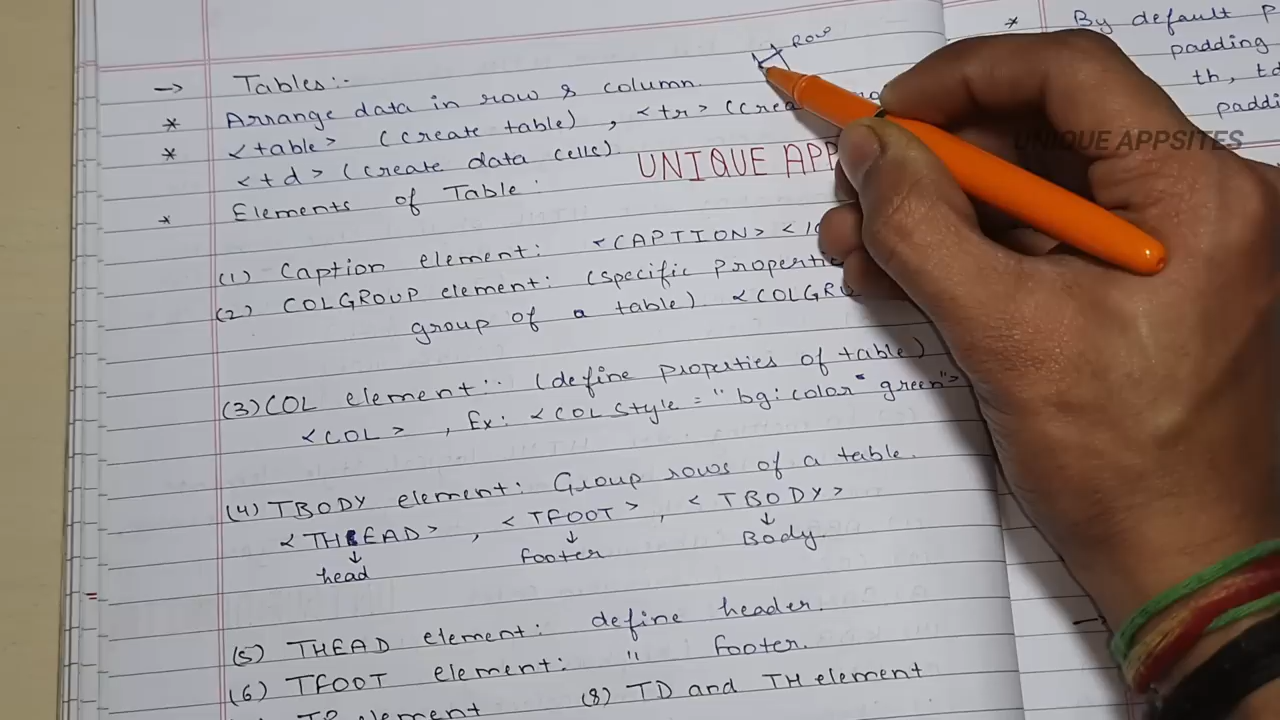 Row
→ Tables:-
* Arrange data in row & column.
* <table> (create table), <tr> (crea
<td> (create data cells)
UNIQUE APP
* Elements of Table:
(1) Caption element: <CAPTION> <
(2) COLGROUP element: (specific Properti
group of a table) <COLGR
(3) COL element:- (define properties of table)
<COL>, Ex: <COL Style = "bg:color" green">
(4) TBODY element: Group rows of a table.
<THEAD>, <TFOOT>, <TBODY>
↓ ↓ ↓
head footer Body
(5) THEAD element: define header.
(6) TFOOT element: " footer.
(8) TD and TH element
element
* By default P
padding
th, td
paddi
UNIQUE APPSITES